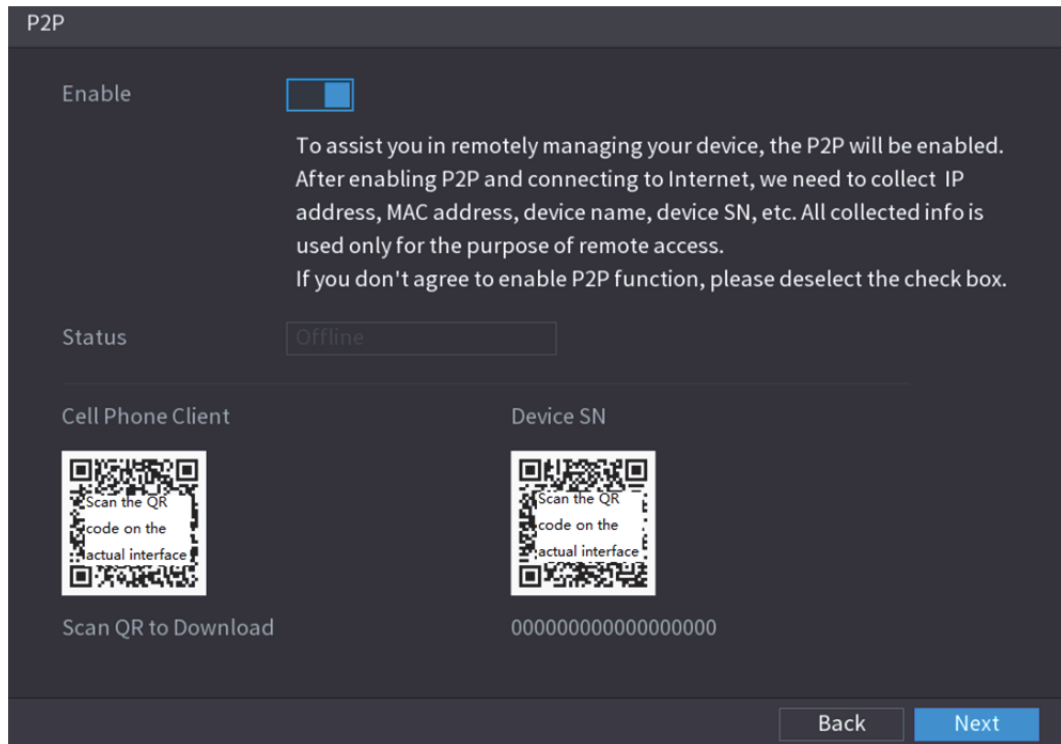 P2P
Enable
To assist you in remotely managing your device, the P2P will be enabled.
After enabling P2P and connecting to Internet, we need to collect IP
address, MAC address, device name, device SN, etc. All collected info is
used only for the purpose of remote access.
If you don't agree to enable P2P function, please deselect the check box.
Status
Offline
Cell Phone Client
Device SN
Scan the QR
code on the
actual interface
Scan the QR
code on the
actual interface
Scan QR to Download
000000000000000000
Back
Next